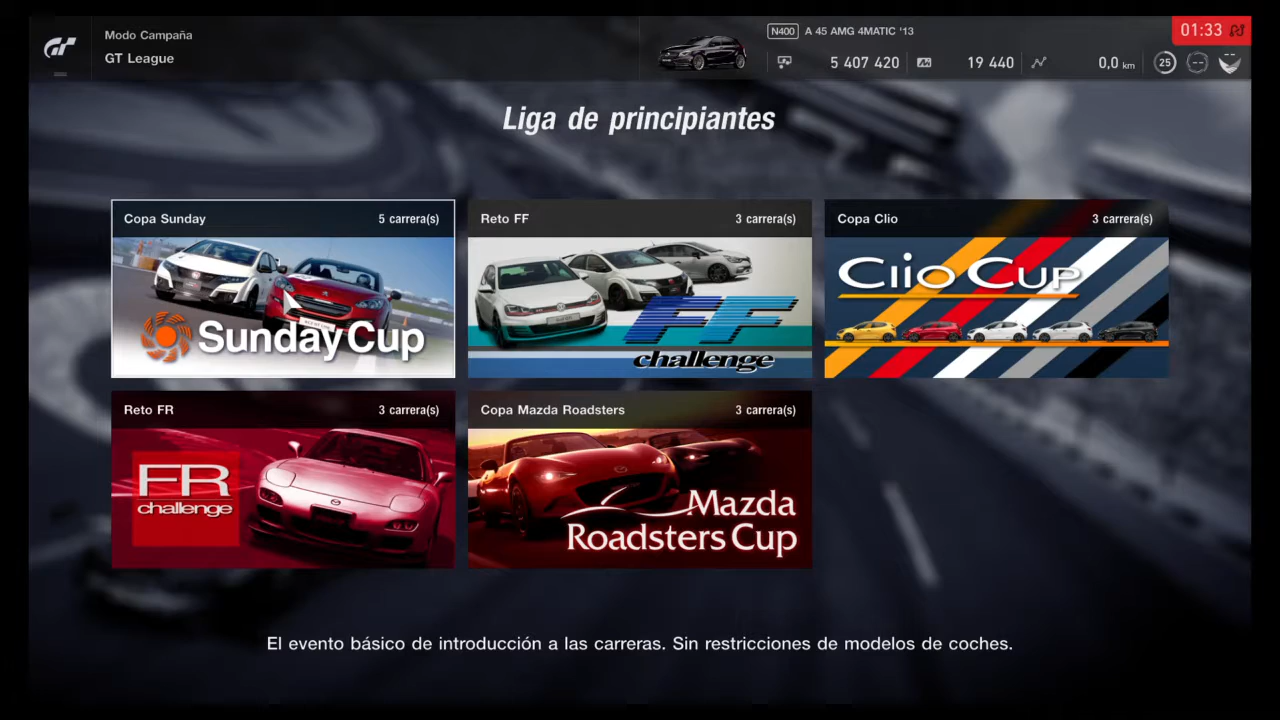 Modo Campaña
GT League
N400 A 45 AMG 4MATIC '13
5 407 420 19 440 0,0 km 25 --
01:33
Liga de principiantes
Copa Sunday 5 carrera(s)
Sunday Cup
Reto FF 3 carrera(s)
FF
challenge
Copa Clio 3 carrera(s)
Clio Cup
Reto FR 3 carrera(s)
FR
challenge
Copa Mazda Roadsters 3 carrera(s)
Mazda
Roadsters Cup
El evento básico de introducción a las carreras. Sin restricciones de modelos de coches.